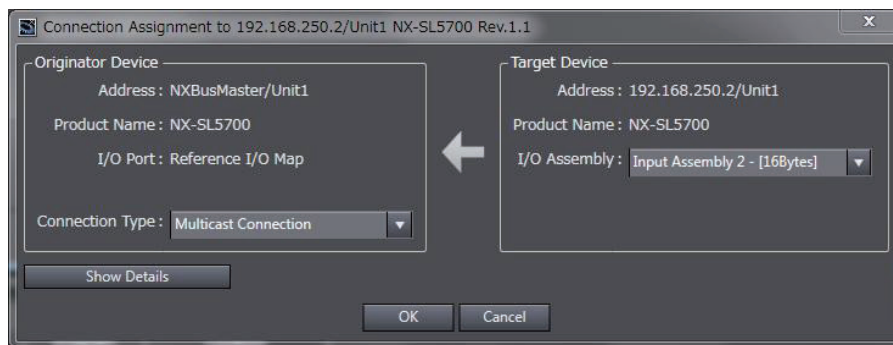 Connection Assignment to 192.168.250.2/Unit1 NX-SL5700 Rev.1.1
X
Originator Device
Address : NXBusMaster/Unit1
Product Name : NX-SL5700
I/O Port : Reference I/O Map
Connection Type : Multicast Connection
Target Device
Address : 192.168.250.2/Unit1
Product Name : NX-SL5700
I/O Assembly : Input Assembly 2 - [16Bytes]
Show Details
OK
Cancel